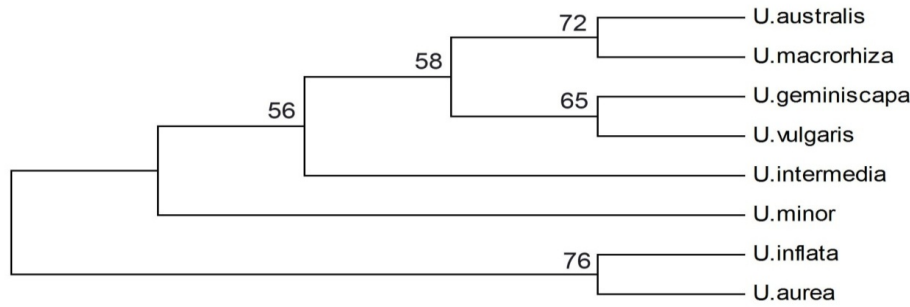 72
U.australis
U.macrorhiza
58
65
U.geminiscapa
U.vulgaris
56
U.intermedia
U.minor
76
U.inflata
U.aurea